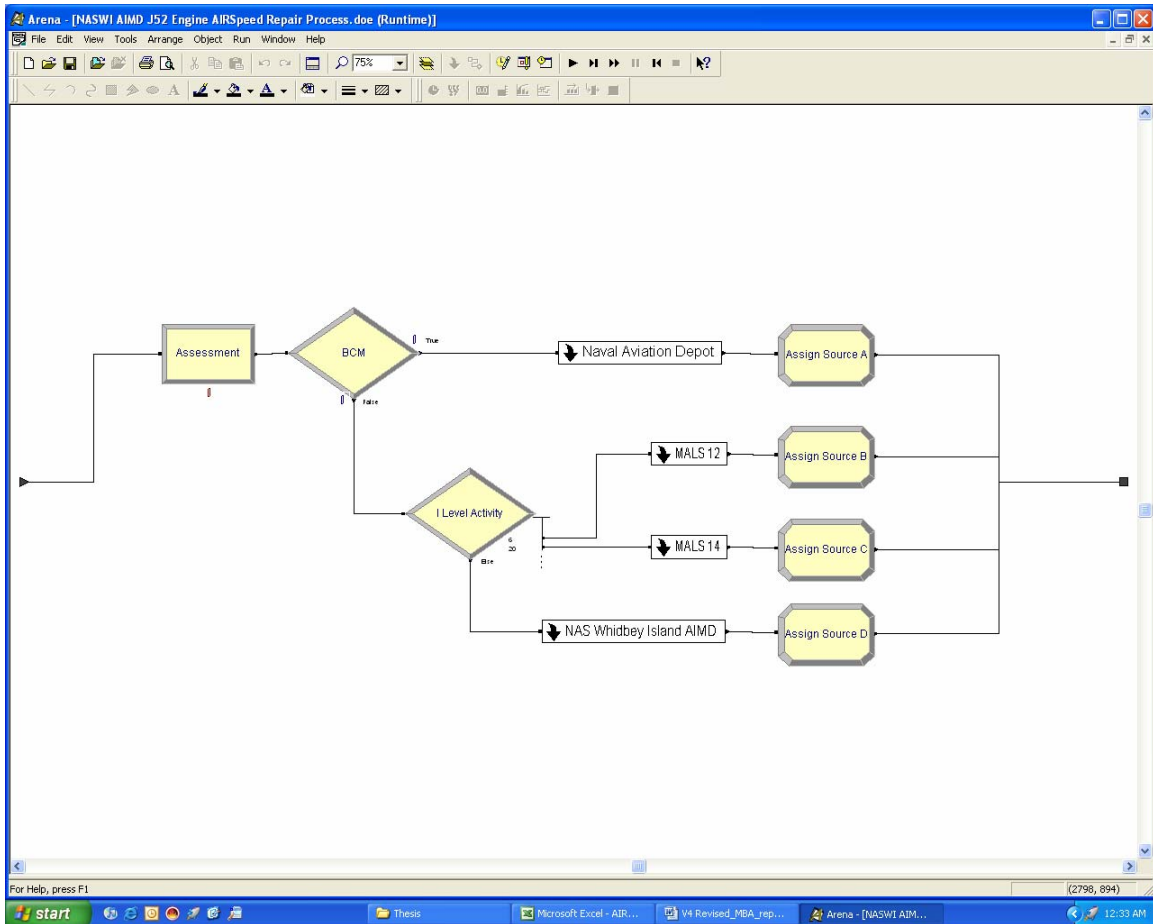 Arena - [NASWI AIMD J52 Engine AIRSpeed Repair Process.doe (Runtime)]
File Edit View Tools Arrange Object Run Window Help
75%
A A
True
Assessment BCM Naval Aviation Depot Assign Source A
False
MALS 12 Assign Source B
I Level Activity
6
20
MALS 14 Assign Source C
Else
NAS Whidbey Island AIMD Assign Source D
For Help, press F1 (2798, 894)
start Thesis Microsoft Excel - AIR... V4 Revised_MBA_rep... Arena - [NASWI AIM... 12:33 AM